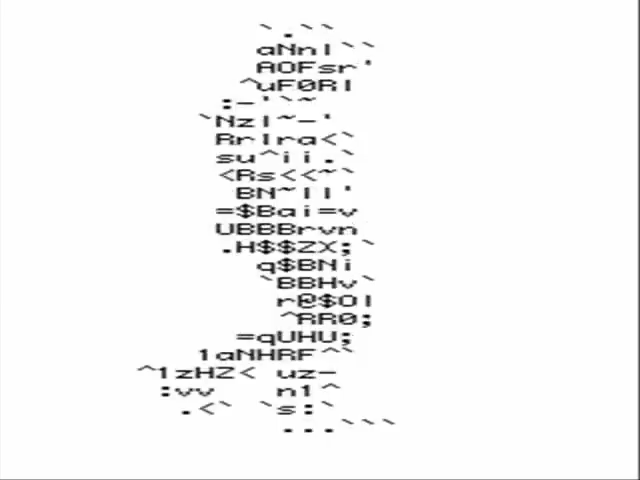 `.``
aNnl``
AOFsr'
^uF0Rl
:-'`~
`Nzl~-'
Rrlra<`
su^ii.`
<Rs<<~`
BN~ll'
=$Bai=v
UBBBrvn
.H$$ZX;`
q$BNi
`BBHv`
r@$Ol
^RR0;
=qUHU;
1aNHRF^`
^1zHZ< uz-
:vv n1^
.<` `s:`
...```